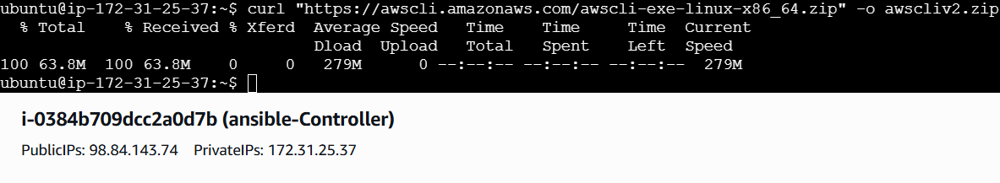 ubuntu@ip-172-31-25-37:~$ curl "https://awscli.amazonaws.com/awscli-exe-linux-x86_64.zip" -o awscliv2.zip
% Total % Received % Xferd Average Speed Time Time Time Current
Dload Upload Total Spent Left Speed
100 63.8M 100 63.8M 0 0 279M 0 --:--:-- --:--:-- --:--:-- 279M
ubuntu@ip-172-31-25-37:~$
i-0384b709dcc2a0d7b (ansible-Controller)
PublicIPs: 98.84.143.74 PrivateIPs: 172.31.25.37